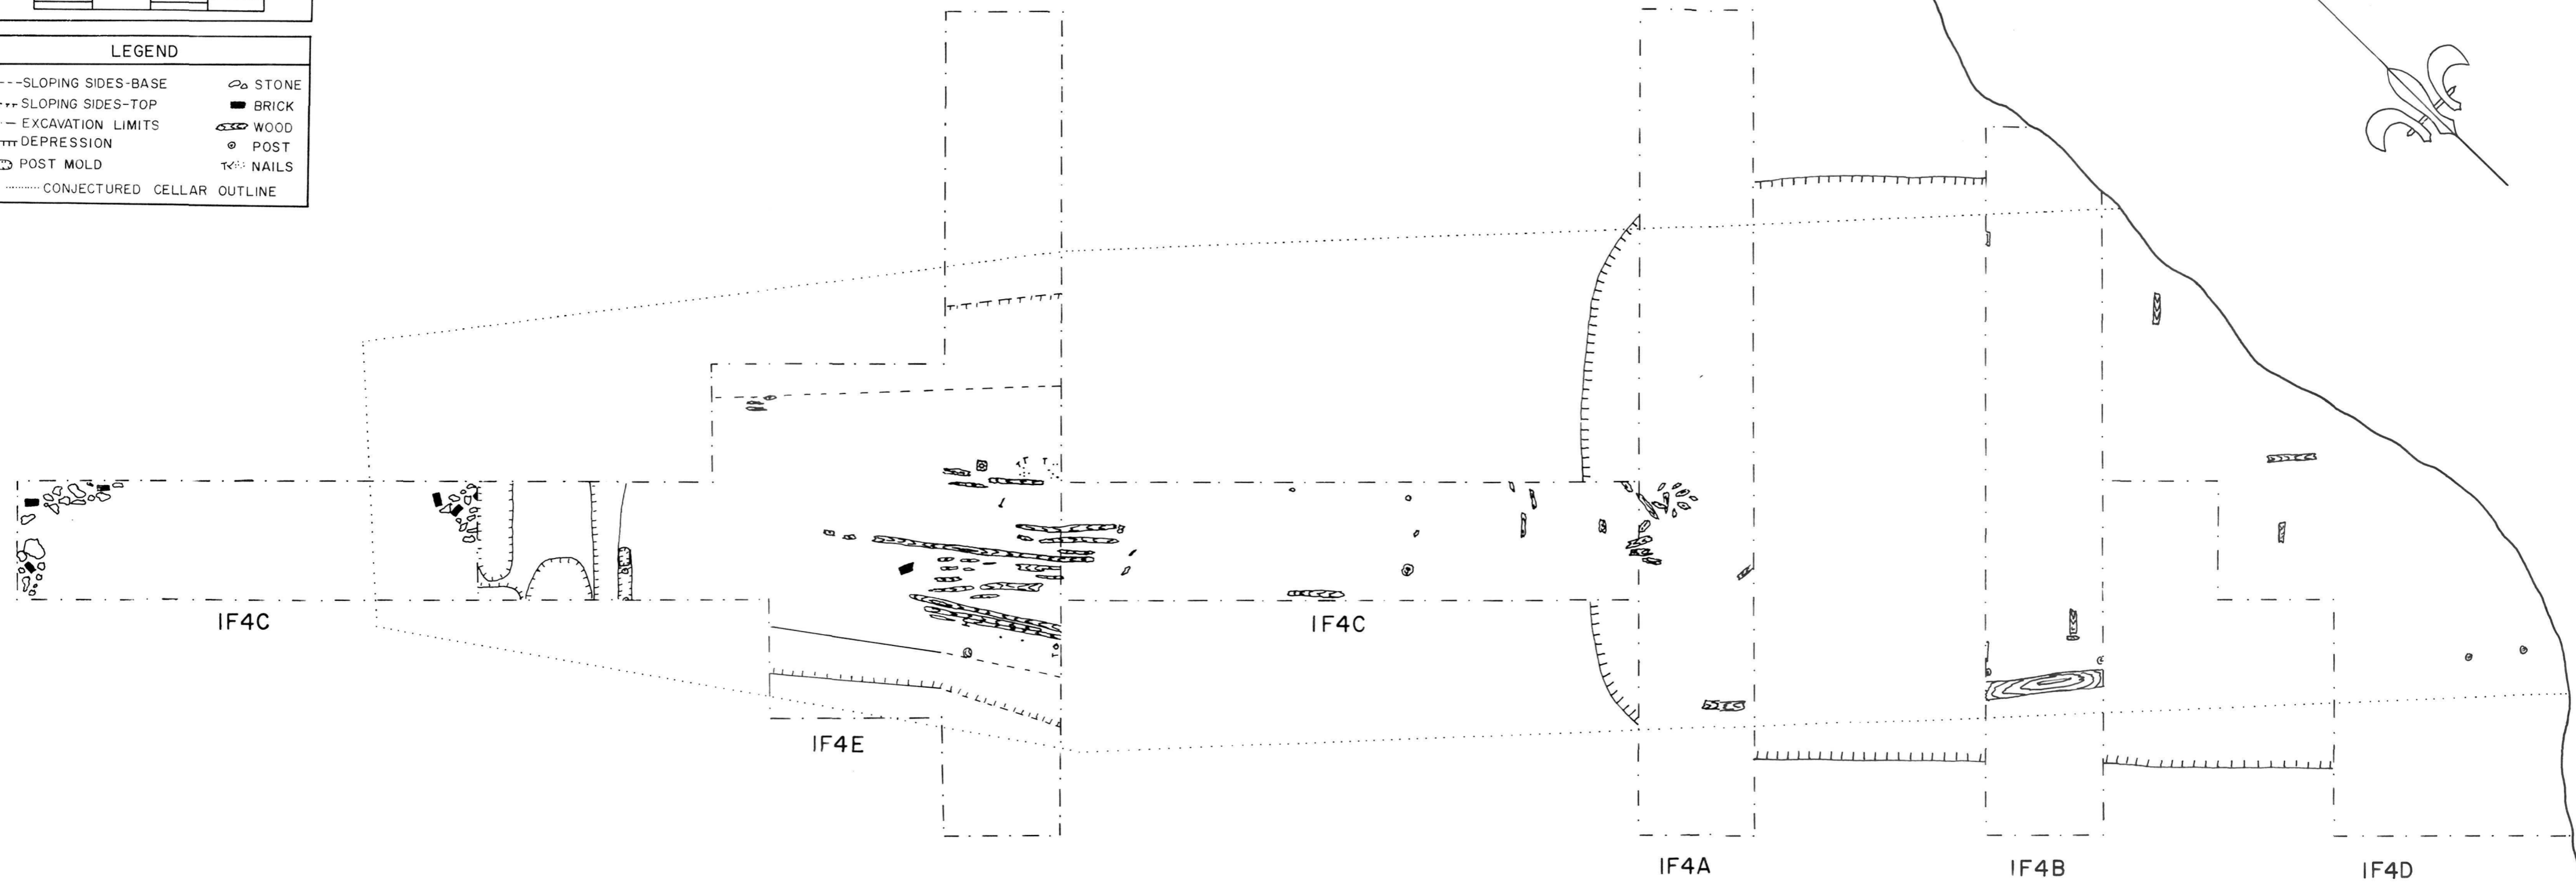 LEGEND
SLOPING SIDES-BASE
STONE
SLOPING SIDES-TOP
BRICK
EXCAVATION LIMITS
WOOD
DEPRESSION
POST
POST MOLD
NAILS
CONJECTURED CELLAR OUTLINE
IF4C
IF4E
IF4C
IF4A
IF4B
IF4D